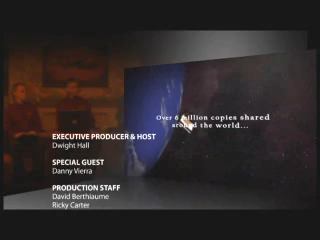 Over 6 million copies shared
around the world...
EXECUTIVE PRODUCER & HOST
Dwight Hall
SPECIAL GUEST
Danny Vierra
PRODUCTION STAFF
David Berthiaume
Ricky Carter